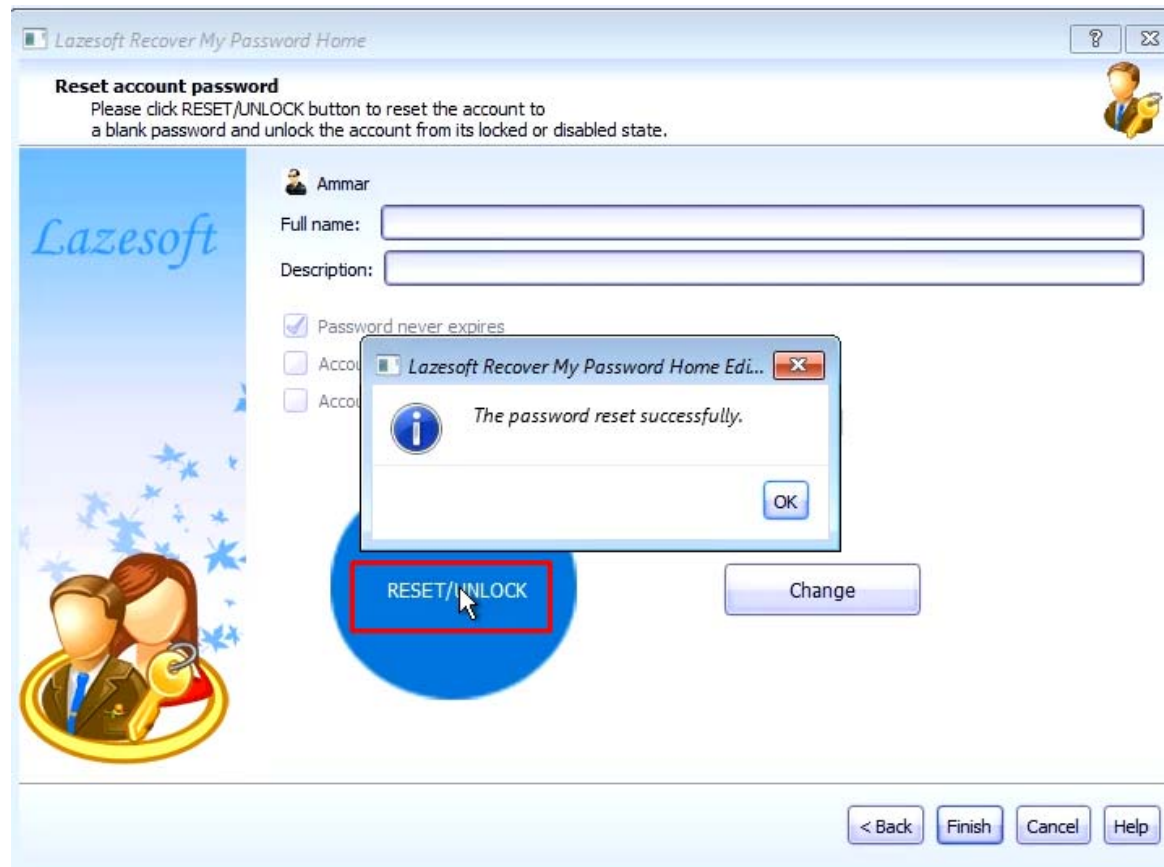 Lazesoft Recover My Password Home
?
Reset account password
Please click RESET/UNLOCK button to reset the account to
a blank password and unlock the account from its locked or disabled state.
Lazesoft
Ammar
Full name:
Description:
Password never expires
Lazesoft Recover My Password Home Edi...
The password reset successfully.
OK
RESET/UNLOCK
Change
< Back
Finish
Cancel
Help